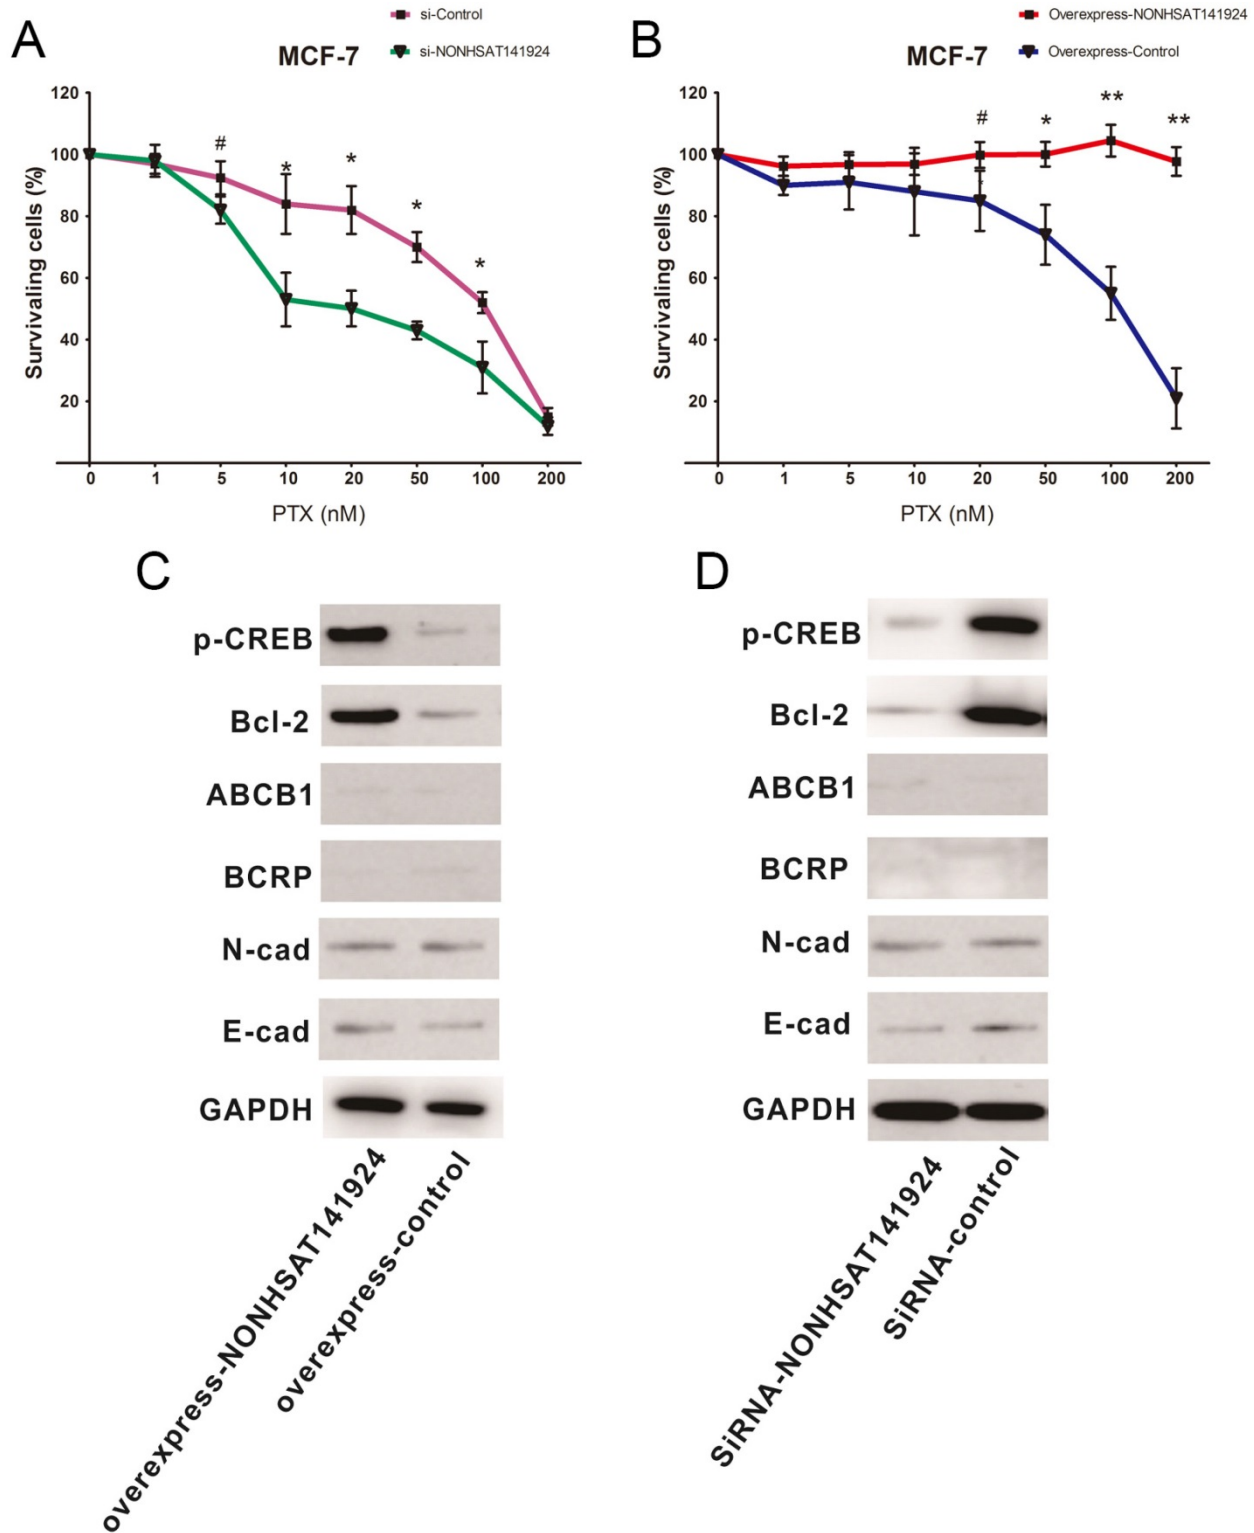 A
si-Control
si-NONHSAT141924
MCF-7
Survivaling cells (%)
120
100
80
60
40
20
#
*
*
*
*
0 1 5 10 20 50 100 200
PTX (nM)
B
Overexpress-NONHSAT141924
Overexpress-Control
MCF-7
Survivaling cells (%)
120
100
80
60
40
20
#
*
**
**
0 1 5 10 20 50 100 200
PTX (nM)
C
p-CREB
Bcl-2
ABCB1
BCRP
N-cad
E-cad
GAPDH
overexpress-NONHSAT141924
overexpress-control
D
p-CREB
Bcl-2
ABCB1
BCRP
N-cad
E-cad
GAPDH
SiRNA-NONHSAT141924
SiRNA-control